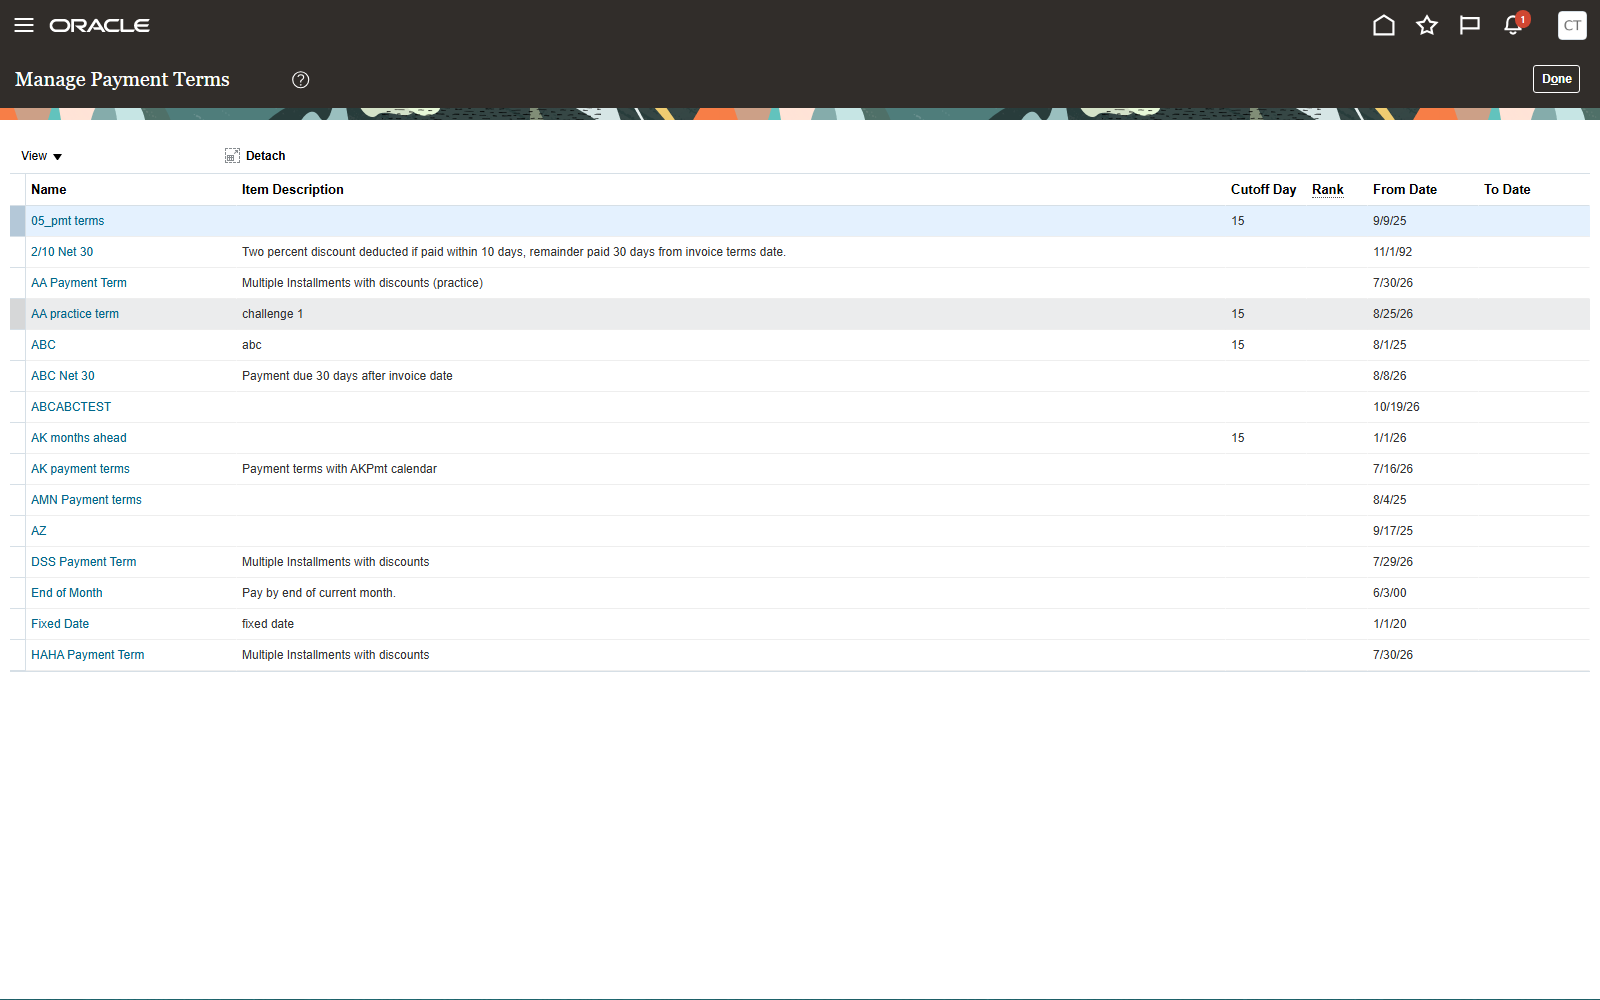 ORACLE
1
CT
Manage Payment Terms
?
Done
View
Detach
Name Item Description Cutoff Day Rank From Date To Date
05_pmt terms 15 9/9/25
2/10 Net 30 Two percent discount deducted if paid within 10 days, remainder paid 30 days from invoice terms date. 11/1/92
AA Payment Term Multiple Installments with discounts (practice) 7/30/26
AA practice term challenge 1 15 8/25/26
ABC abc 15 8/1/25
ABC Net 30 Payment due 30 days after invoice date 8/8/26
ABCABCTEST 10/19/26
AK months ahead 15 1/1/26
AK payment terms Payment terms with AKPmt calendar 7/16/26
AMN Payment terms 8/4/25
AZ 9/17/25
DSS Payment Term Multiple Installments with discounts 7/29/26
End of Month Pay by end of current month. 6/3/00
Fixed Date fixed date 1/1/20
HAHA Payment Term Multiple Installments with discounts 7/30/26